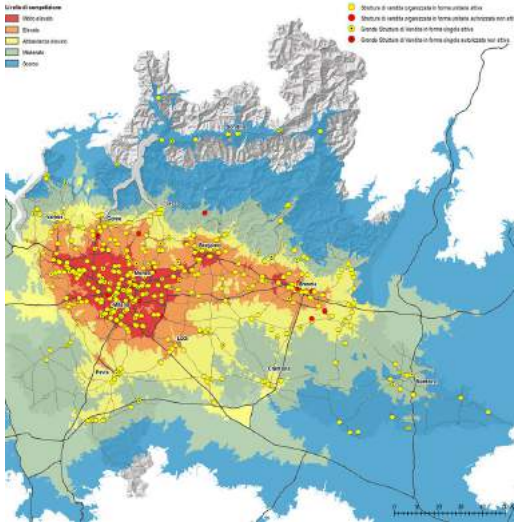 Livello di competizione
Molto elevato
Elevato
Abbastanza elevato
Moderato
Scarso
Strutture di vendita organizzate in forma unitaria attive
Strutture di vendita organizzate in forma unitaria autorizzate non attive
Grande Strutture di Vendita in forma singola attive
Grande Strutture di Vendita in forma singola autorizzate non attive
Sondrio
Lecco
Varese
Como
Bergamo
Monza
Brescia
Milano
Lodi
Pavia
Cremona
Mantova